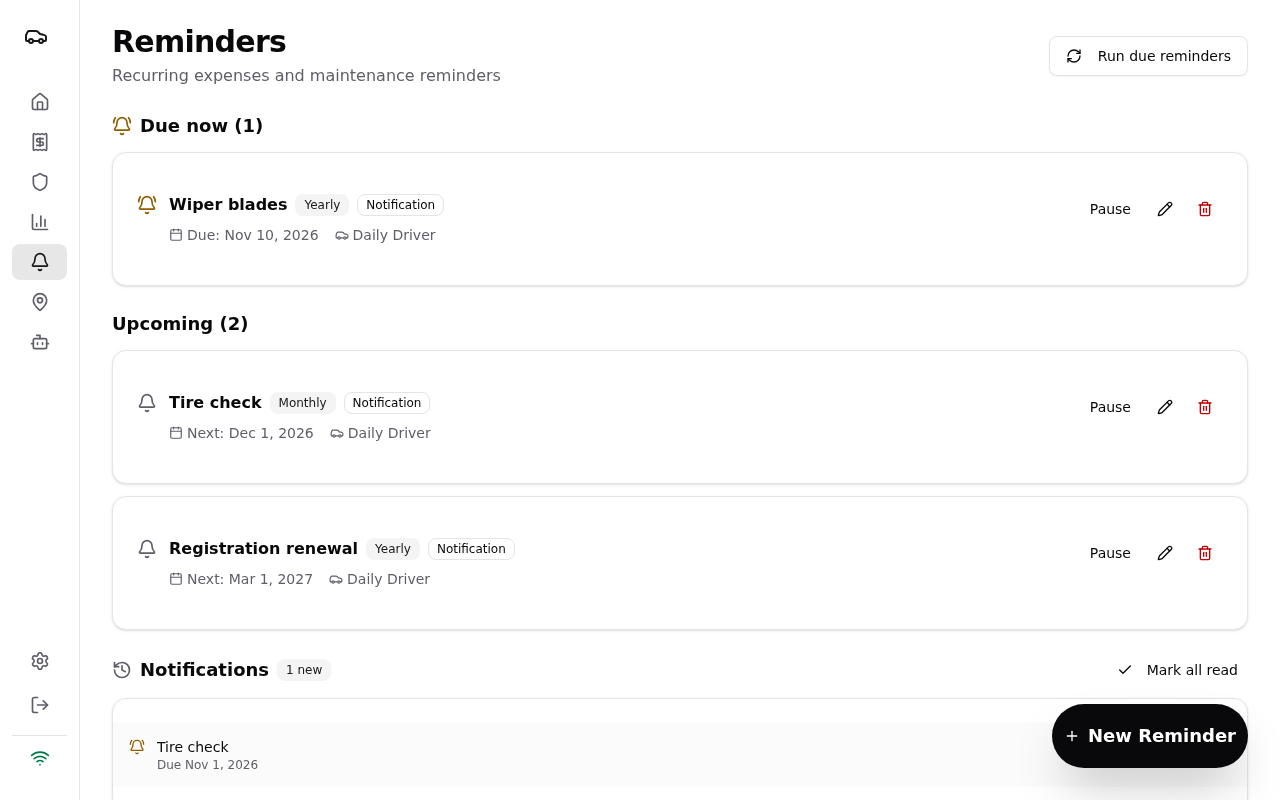 Reminders
Recurring expenses and maintenance reminders
Run due reminders
Due now (1)
Wiper blades Yearly Notification
Due: Nov 10, 2026 Daily Driver
Pause
Upcoming (2)
Tire check Monthly Notification
Next: Dec 1, 2026 Daily Driver
Pause
Registration renewal Yearly Notification
Next: Mar 1, 2027 Daily Driver
Pause
Notifications 1 new
Mark all read
Tire check
Due Nov 1, 2026
New Reminder